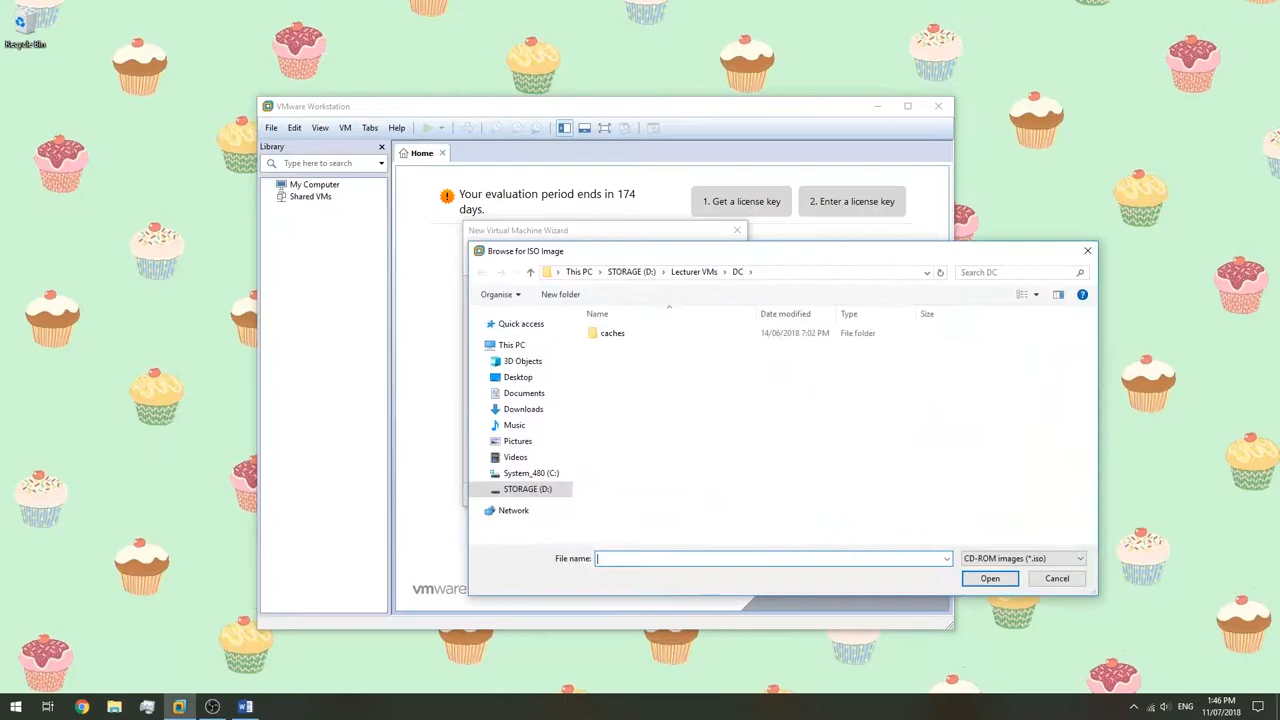 Recycle Bin
VMware Workstation
File Edit View VM Tabs Help
Library
Type here to search
My Computer
Shared VMs
Home
Your evaluation period ends in 174
days.
1. Get a license key
2. Enter a license key
New Virtual Machine Wizard
Browse for ISO Image
This PC > STORAGE (D:) > Lecturer VMs > DC >
Search DC
Organise
New folder
Name Date modified Type Size
caches 14/06/2018 7:02 PM File folder
Quick access
This PC
3D Objects
Desktop
Documents
Downloads
Music
Pictures
Videos
System_480 (C:)
STORAGE (D:)
Network
File name:
CD-ROM images (*.iso)
Open
Cancel
vmware
ENG
1:46 PM
11/07/2018